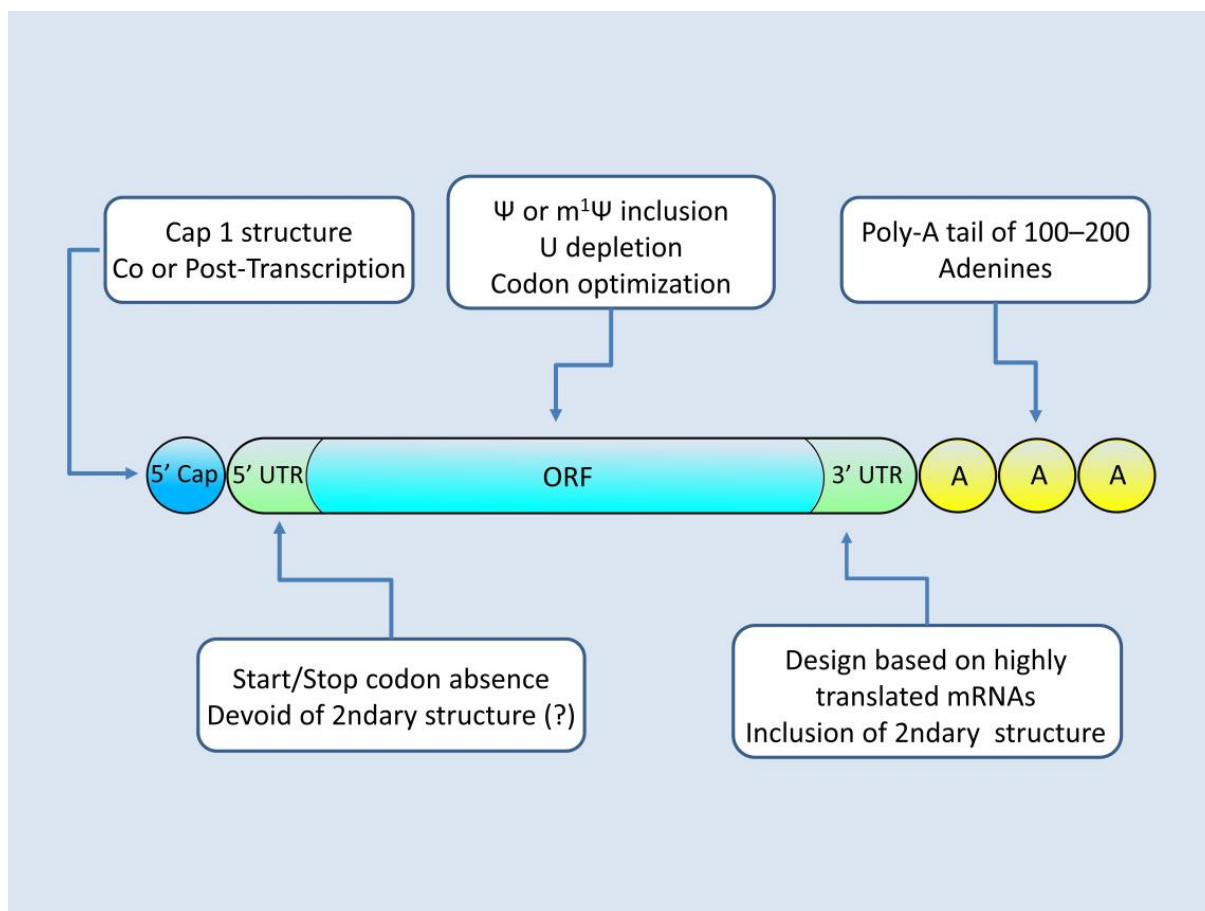 Cap 1 structure
Co or Post-Transcription
Ψ or m¹Ψ inclusion
U depletion
Codon optimization
Poly-A tail of 100–200
Adenines
5’ Cap
5’ UTR
ORF
3’ UTR
A
A
A
Start/Stop codon absence
Devoid of 2ndary structure (?)
Design based on highly
translated mRNAs
Inclusion of 2ndary structure